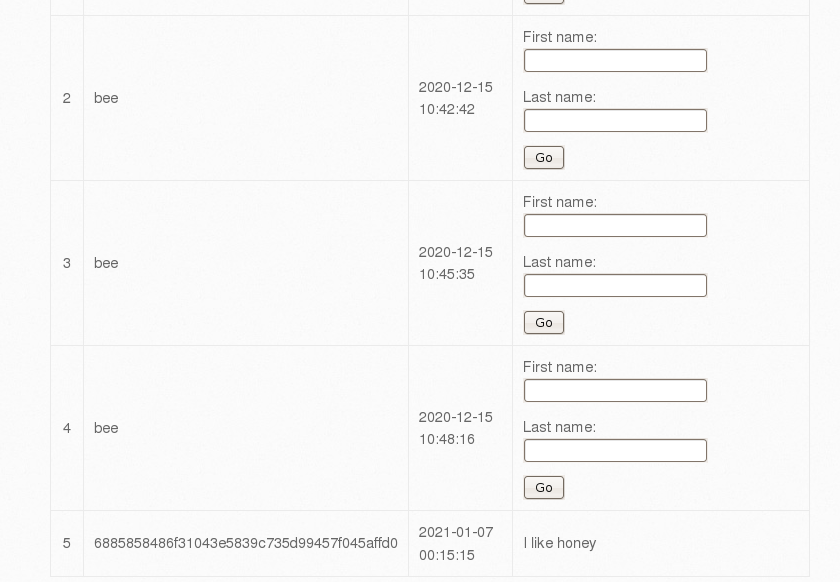 First name:
2 bee 2020-12-15
10:42:42
Last name:
Go
First name:
3 bee 2020-12-15
10:45:35
Last name:
Go
First name:
4 bee 2020-12-15
10:48:16
Last name:
Go
5 6885858486f31043e5839c735d99457f045affd0 2021-01-07
00:15:15
I like honey